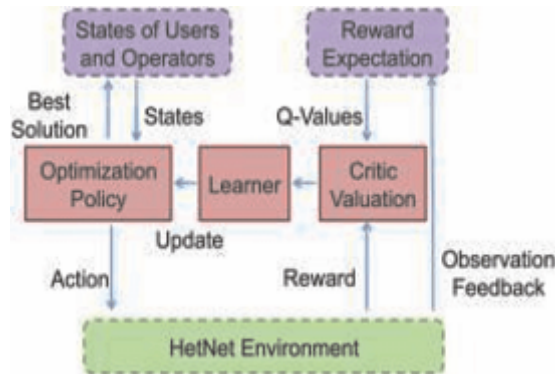 States of Users
and Operators
Reward
Expectation
Best
Solution
States
Q-Values
Optimization
Policy
Learner
Critic
Valuation
Update
Action
Reward
Observation
Feedback
HetNet Environment